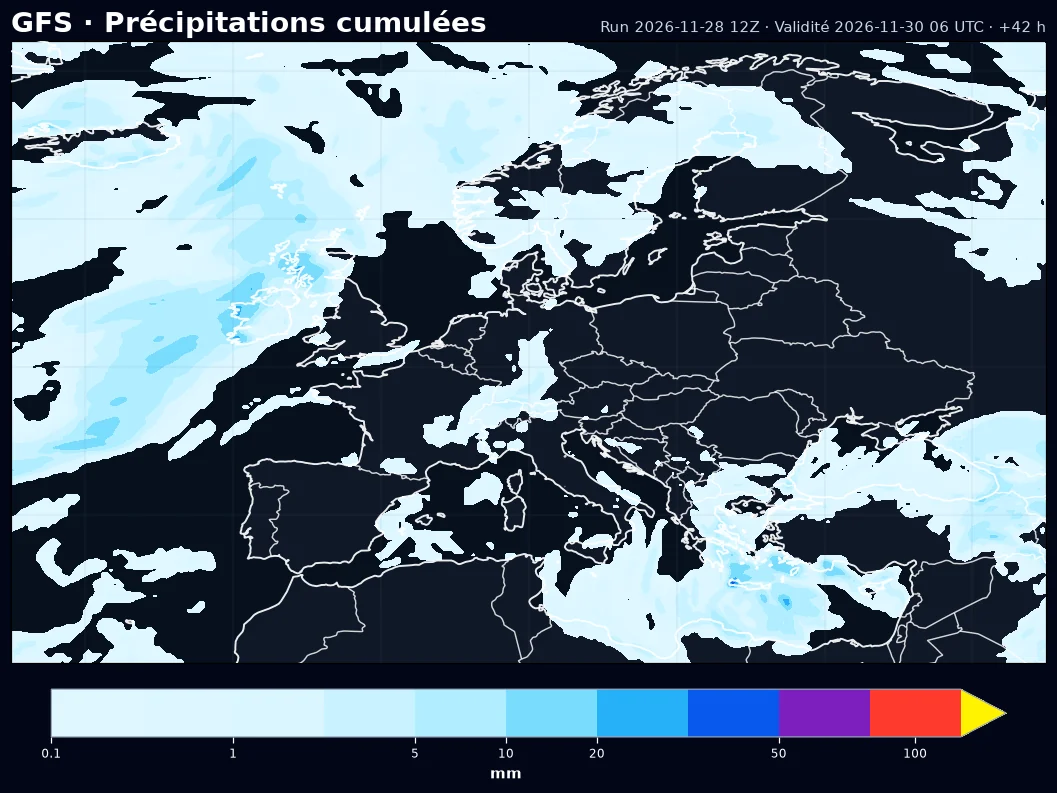 GFS · Précipitations cumulées
Run 2026-11-28 12Z · Validité 2026-11-30 06 UTC · +42 h
0.1 1 5 10 20 50 100
mm